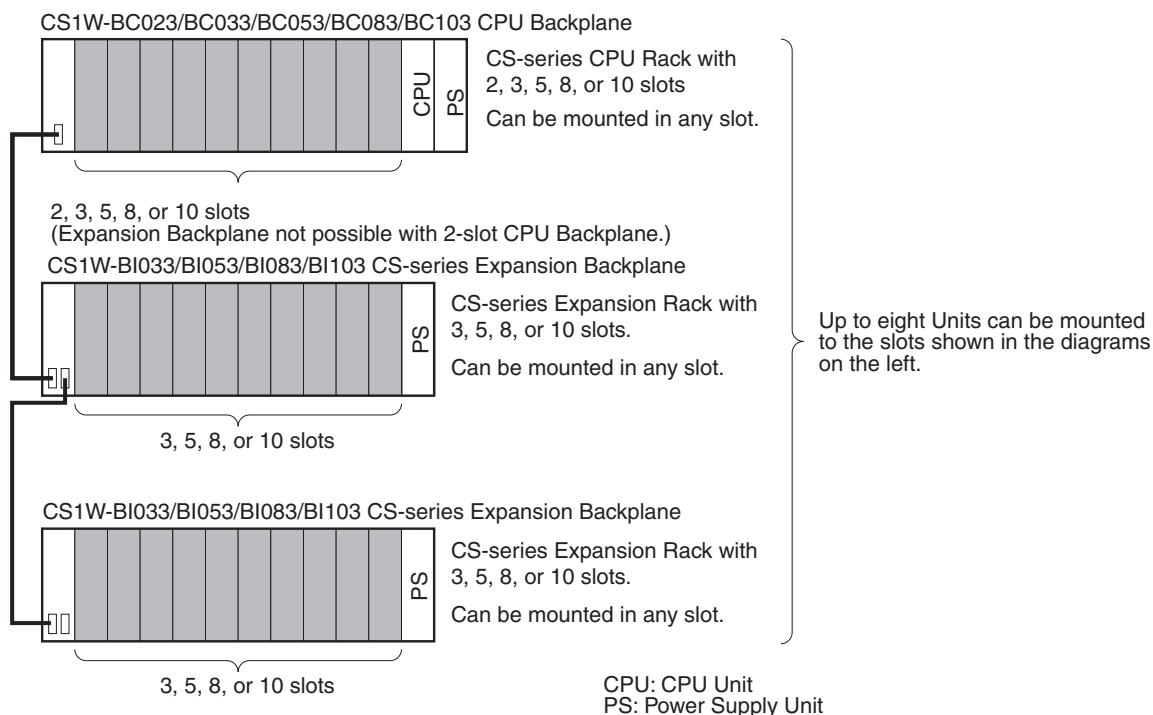 CS1W-BC023/BC033/BC053/BC083/BC103 CPU Backplane
CPU
PS
CS-series CPU Rack with
2, 3, 5, 8, or 10 slots
Can be mounted in any slot.
2, 3, 5, 8, or 10 slots
(Expansion Backplane not possible with 2-slot CPU Backplane.)
CS1W-BI033/BI053/BI083/BI103 CS-series Expansion Backplane
PS
CS-series Expansion Rack with
3, 5, 8, or 10 slots.
Can be mounted in any slot.
3, 5, 8, or 10 slots
Up to eight Units can be mounted
to the slots shown in the diagrams
on the left.
CS1W-BI033/BI053/BI083/BI103 CS-series Expansion Backplane
PS
CS-series Expansion Rack with
3, 5, 8, or 10 slots.
Can be mounted in any slot.
3, 5, 8, or 10 slots
CPU: CPU Unit
PS: Power Supply Unit